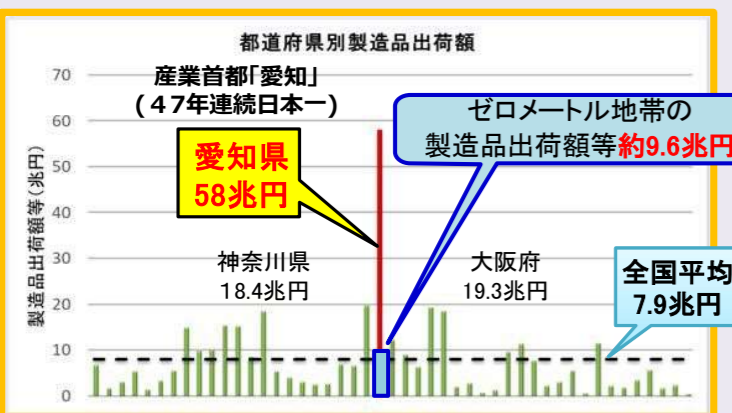 都道府県別製造品出荷額
産業首都｢愛知｣
(４7年連続日本一)
ゼロメートル地帯の
製造品出荷額等約9.6兆円
愛知県
58兆円
神奈川県
18.4兆円
大阪府
19.3兆円
全国平均
7.9兆円
製造品出荷額等(兆円)
70
60
50
40
30
20
10
0